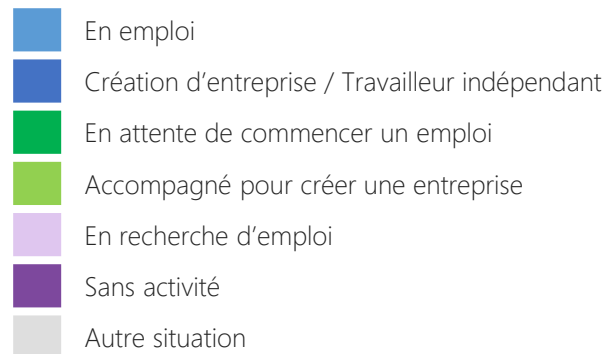 En emploi
Création d’entreprise / Travailleur indépendant
En attente de commencer un emploi
Accompagné pour créer une entreprise
En recherche d’emploi
Sans activité
Autre situation